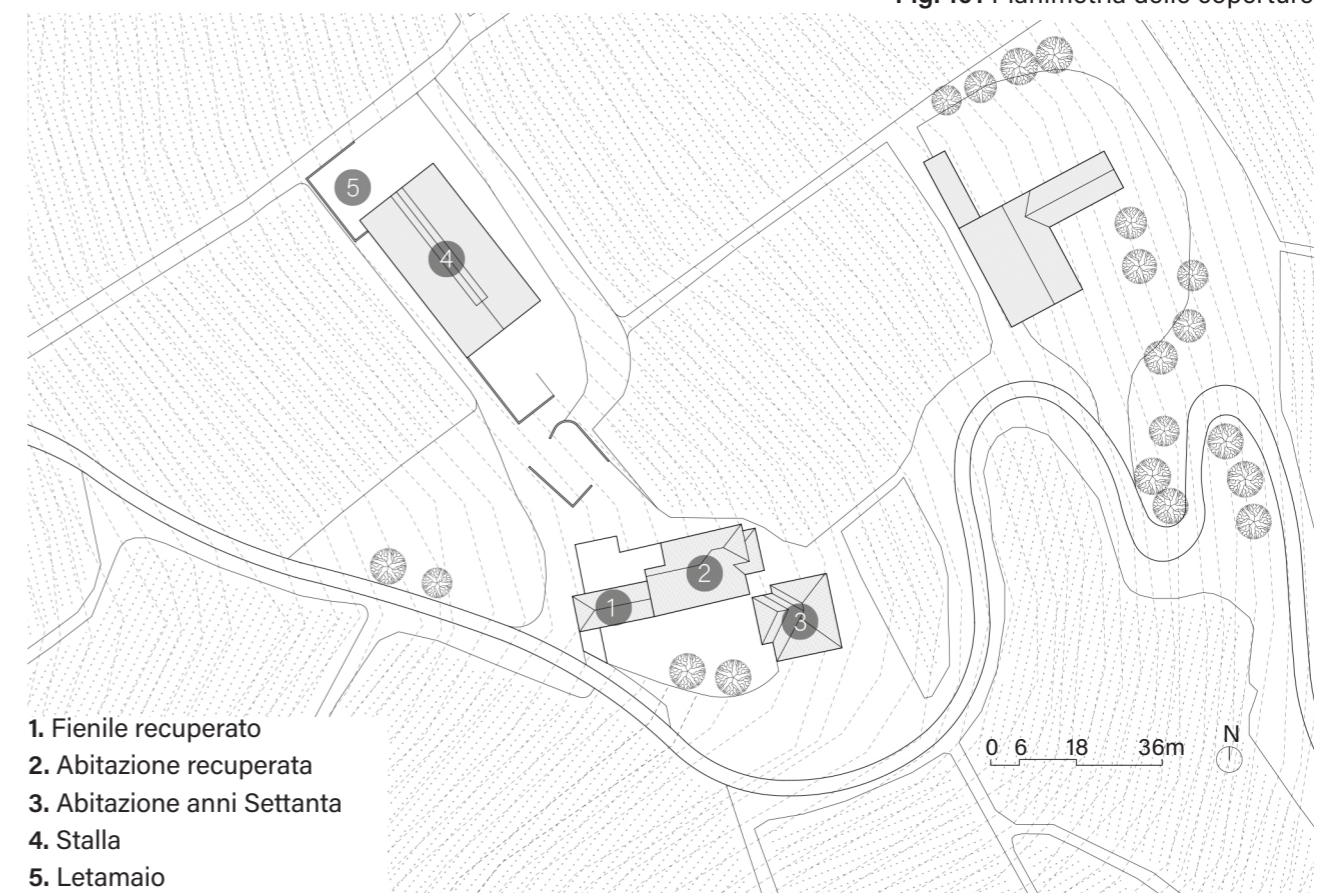 Fig. 101 Planimetria delle coperture
5
4
2
1
3
1. Fienile recuperato
2. Abitazione recuperata
3. Abitazione anni Settanta
4. Stalla
5. Letamaio
0 6 18 36m
N